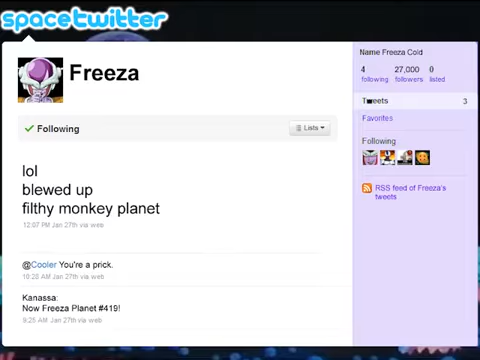 spacetwitter
Freeza
Following
Lists
lol
blewed up
filthy monkey planet
12:07 PM Jan 27th via web
@Cooler You're a prick.
10:28 AM Jan 27th via web
Kanassa:
Now Freeza Planet #419!
9:25 AM Jan 27th via web
Name Freeza Cold
4 27,000 0
following followers listed
Tweets 3
Favorites
Following
RSS feed of Freeza's
tweets